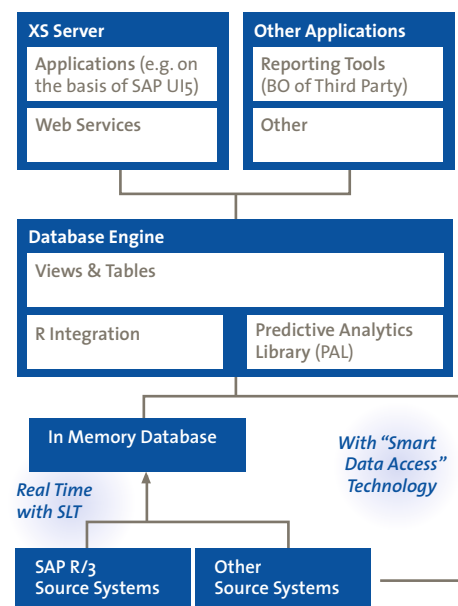 XS Server
Applications (e.g. on
the basis of SAP UI5)
Web Services
Other Applications
Reporting Tools
(BO of Third Party)
Other
Database Engine
Views & Tables
R Integration
Predictive Analytics
Library (PAL)
In Memory Database
With “Smart
Data Access”
Technology
Real Time
with SLT
SAP R/3
Source Systems
Other
Source Systems